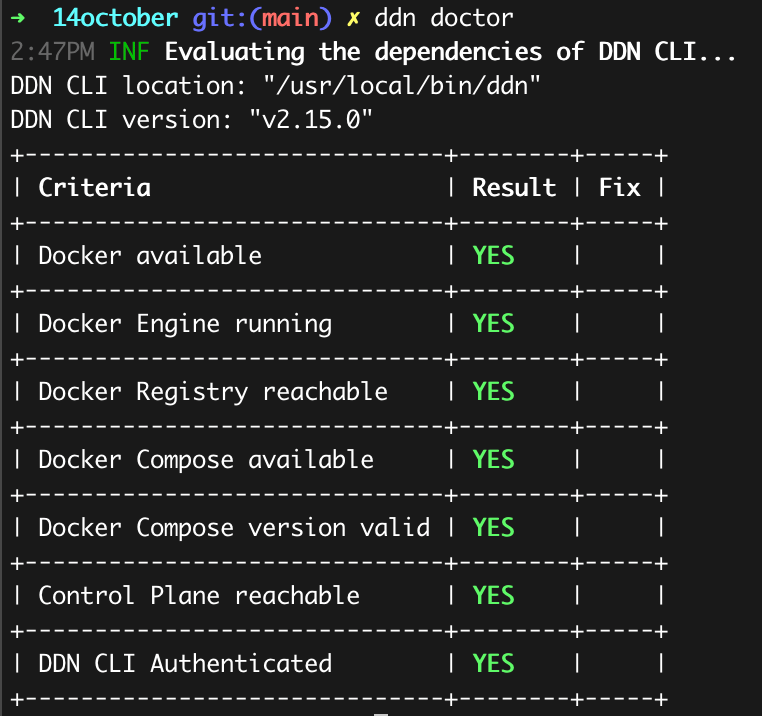 ➜  14october git:(main) ✗ ddn doctor
2:47PM INF Evaluating the dependencies of DDN CLI...
DDN CLI location: "/usr/local/bin/ddn"
DDN CLI version: "v2.15.0"
+------------------------------+--------+-----+
| Criteria                     | Result | Fix |
+------------------------------+--------+-----+
| Docker available             | YES    |     |
+------------------------------+--------+-----+
| Docker Engine running        | YES    |     |
+------------------------------+--------+-----+
| Docker Registry reachable    | YES    |     |
+------------------------------+--------+-----+
| Docker Compose available     | YES    |     |
+------------------------------+--------+-----+
| Docker Compose version valid | YES    |     |
+------------------------------+--------+-----+
| Control Plane reachable      | YES    |     |
+------------------------------+--------+-----+
| DDN CLI Authenticated        | YES    |     |
+------------------------------+--------+-----+